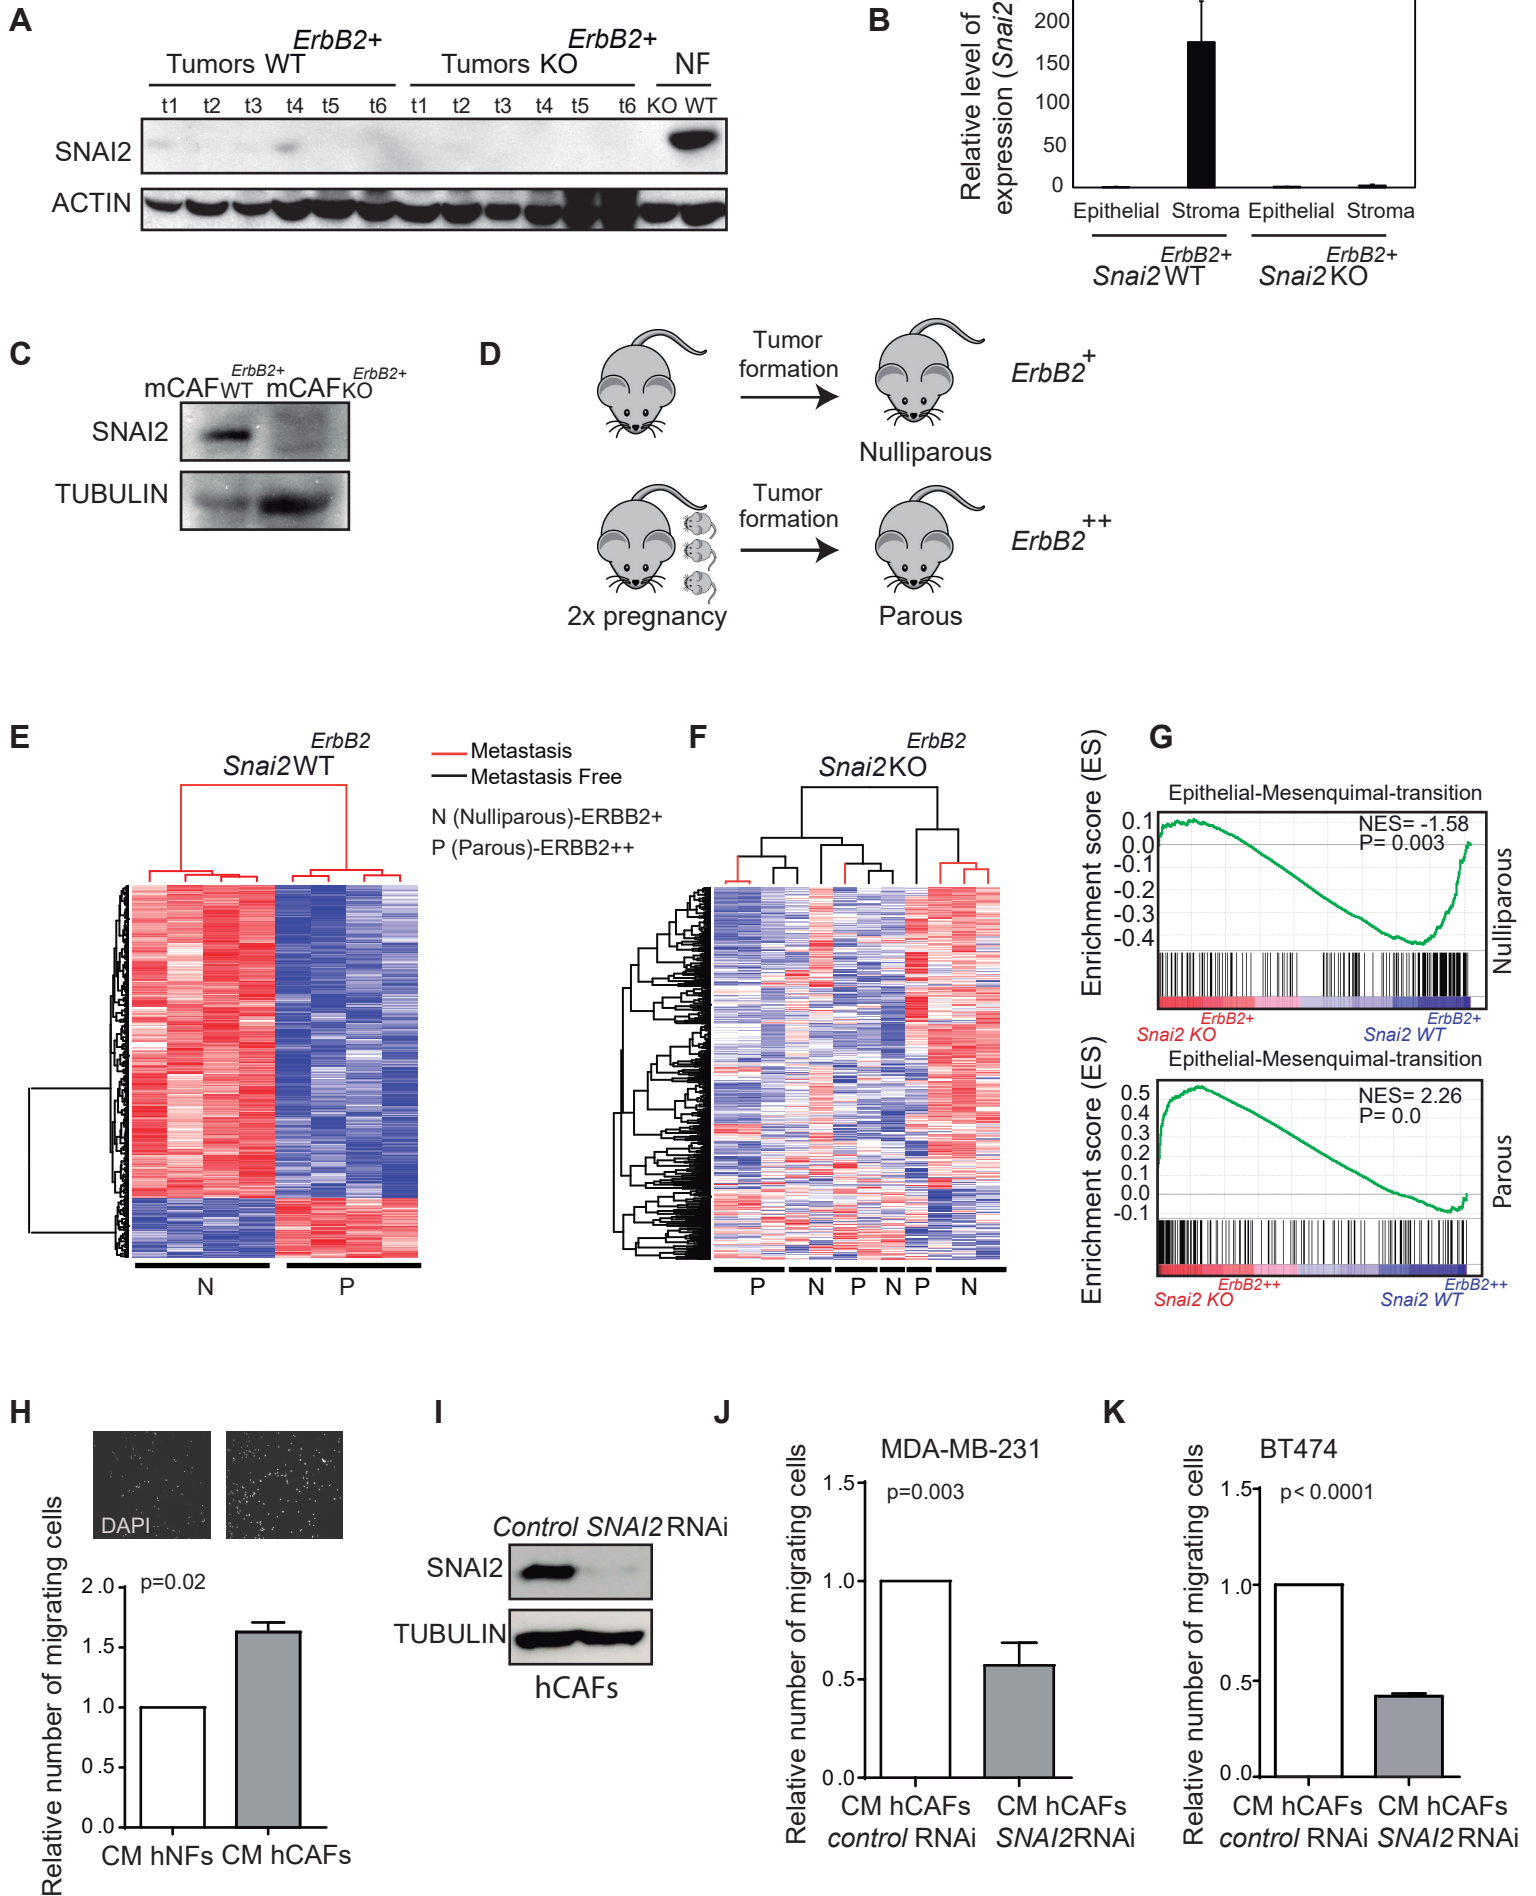 A
ErbB2+
ErbB2+
Tumors WT
Tumors KO
NF
t1 t2 t3 t4 t5 t6 t1 t2 t3 t4 t5 t6 KO WT
SNAI2
ACTIN
B
Relative level of
expression (Snai2
200
150
100
50
0
Epithelial Stroma Epithelial Stroma
ErbB2+
ErbB2+
Snai2 WT
Snai2 KO
C
ErbB2+
ErbB2+
mCAF WT mCAF KO
SNAI2
TUBULIN
D
Tumor
formation
ErbB2+
Nulliparous
Tumor
formation
ErbB2++
2x pregnancy
Parous
E
ErbB2
Snai2 WT
Metastasis
Metastasis Free
N (Nulliparous)-ERBB2+
P (Parous)-ERBB2++
N
P
F
ErbB2
Snai2 KO
P N P N P N
G
Enrichment score (ES)
Epithelial-Mesenquimal-transition
NES= -1.58
P= 0.003
0.1
0.0
-0.1
-0.2
-0.3
-0.4
Nulliparous
ErbB2+
ErbB2+
Snai2 KO
Snai2 WT
Enrichment score (ES)
Epithelial-Mesenquimal-transition
NES= 2.26
P= 0.0
0.5
0.4
0.3
0.1
0.1
0.0
-0.1
Parous
ErbB2++
ErbB2++
Snai2 KO
Snai2 WT
H
DAPI
Relative number of migrating cells
p=0.02
2.0
1.5
1.0
0.5
0.0
CM hNFs CM hCAFs
I
Control SNAI2 RNAi
SNAI2
TUBULIN
hCAFs
J
MDA-MB-231
Relative number of migrating cells
p=0.003
1.5
1.0
0.5
0.0
CM hCAFs CM hCAFs
control RNAi SNAI2RNAi
K
BT474
Relative number of migrating cells
p< 0.0001
1.5
1.0
0.5
0.0
CM hCAFs CM hCAFs
control RNAi SNAI2 RNAi